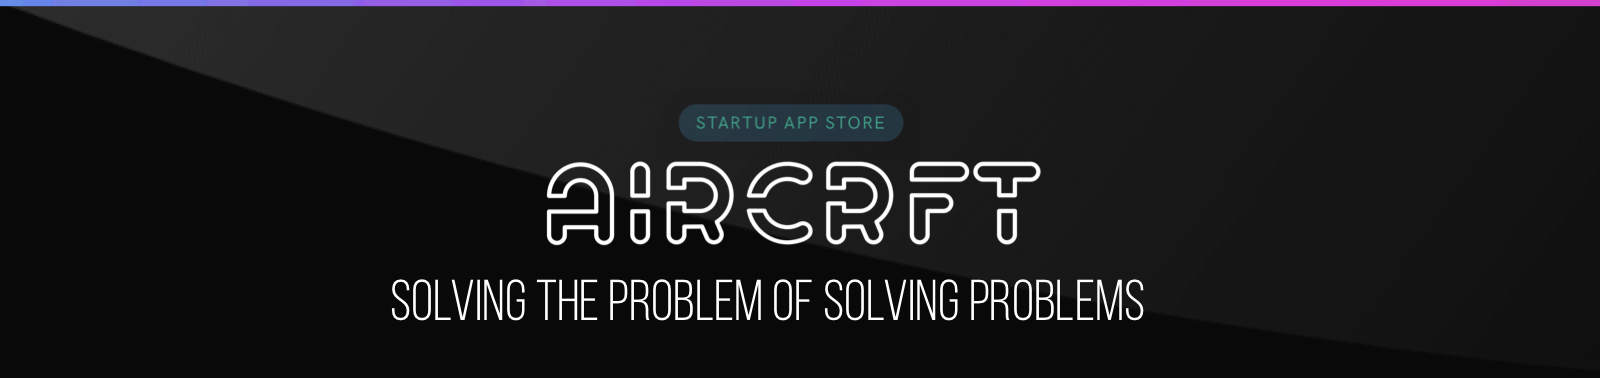 STARTUP APP STORE
AIRCRFT
SOLVING THE PROBLEM OF SOLVING PROBLEMS